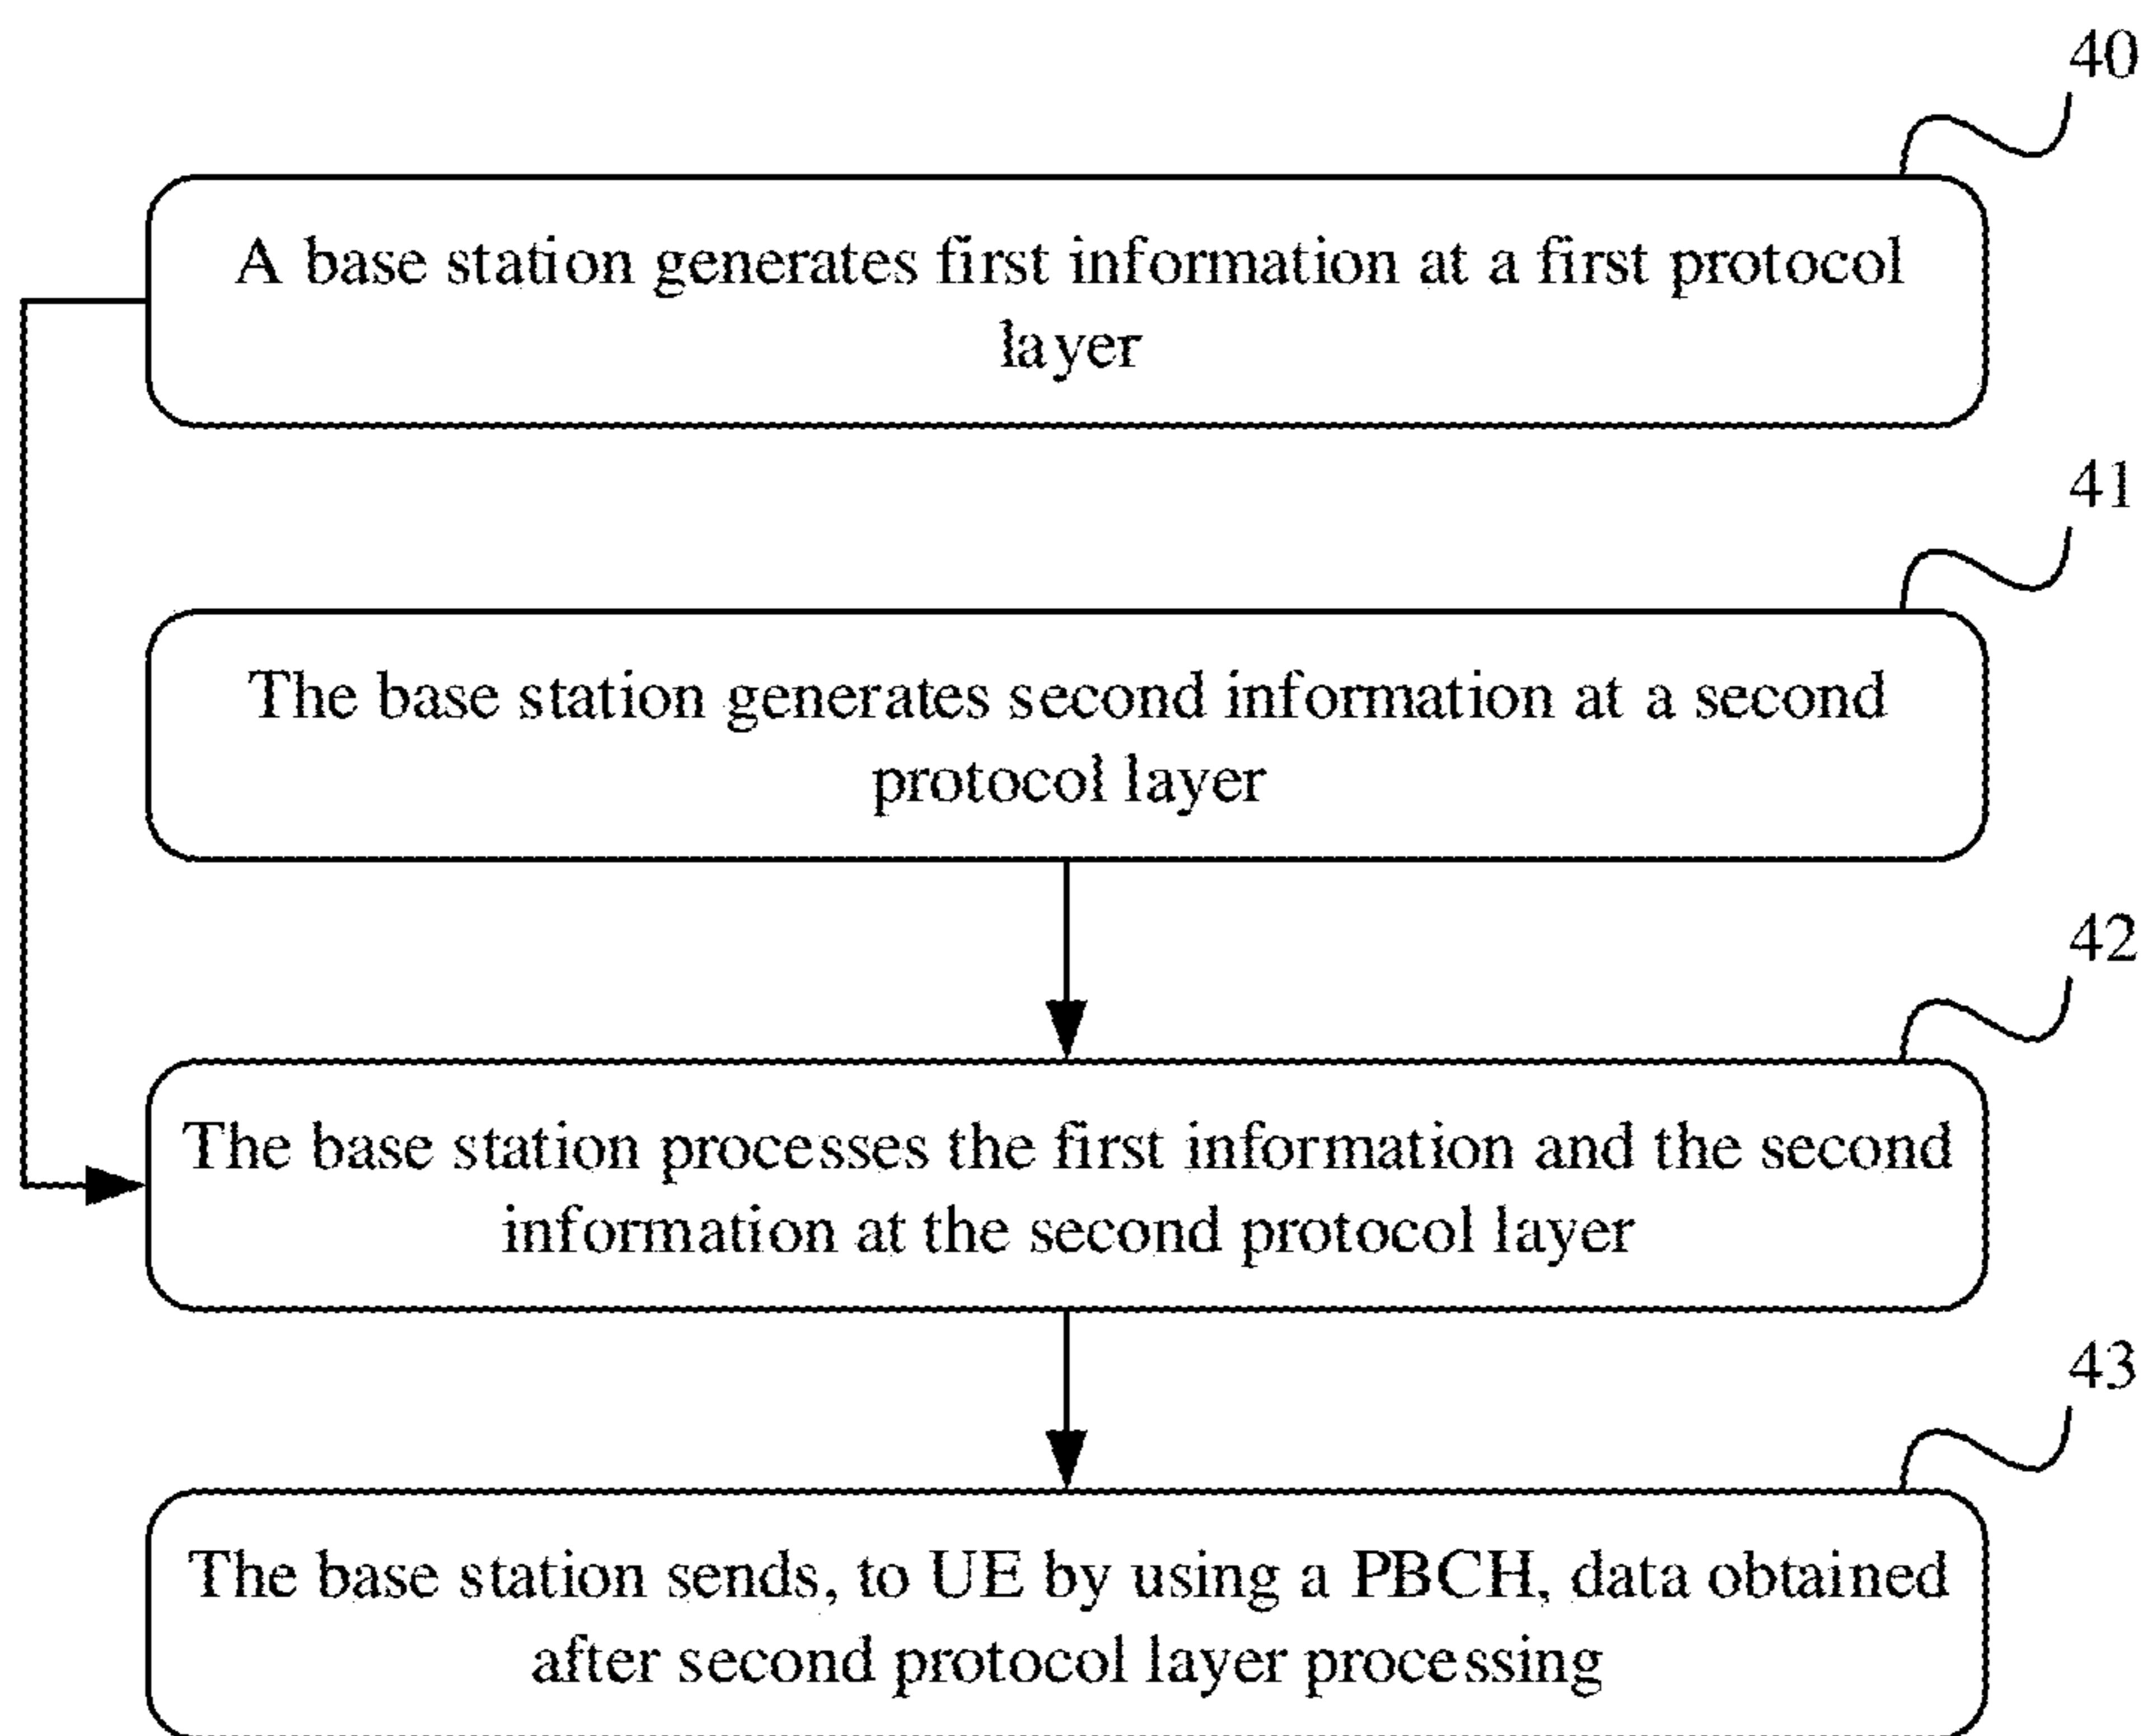 40
A base station generates first information at a first protocol
layer
41
The base station generates second information at a second
protocol layer
42
The base station processes the first information and the second
information at the second protocol layer
43
The base station sends, to UE by using a PBCH, data obtained
after second protocol layer processing